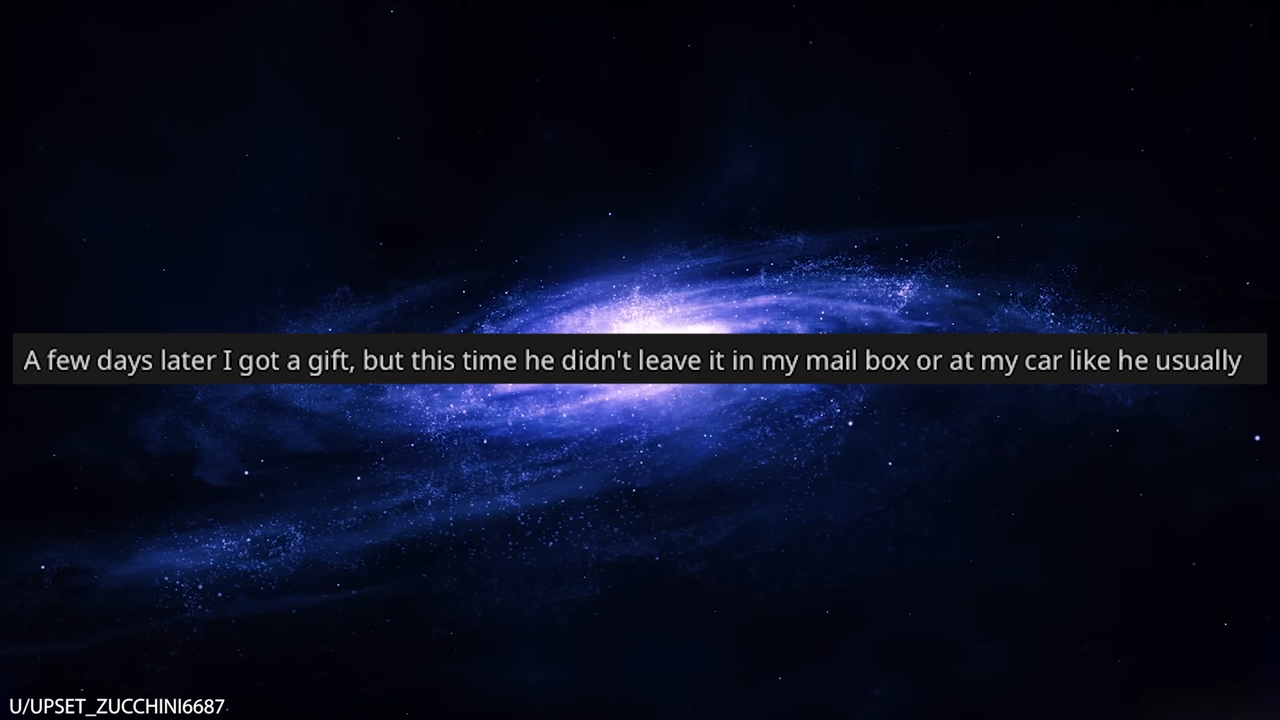 A few days later I got a gift, but this time he didn't leave it in my mail box or at my car like he usually
U/UPSET_ZUCCHINI6687